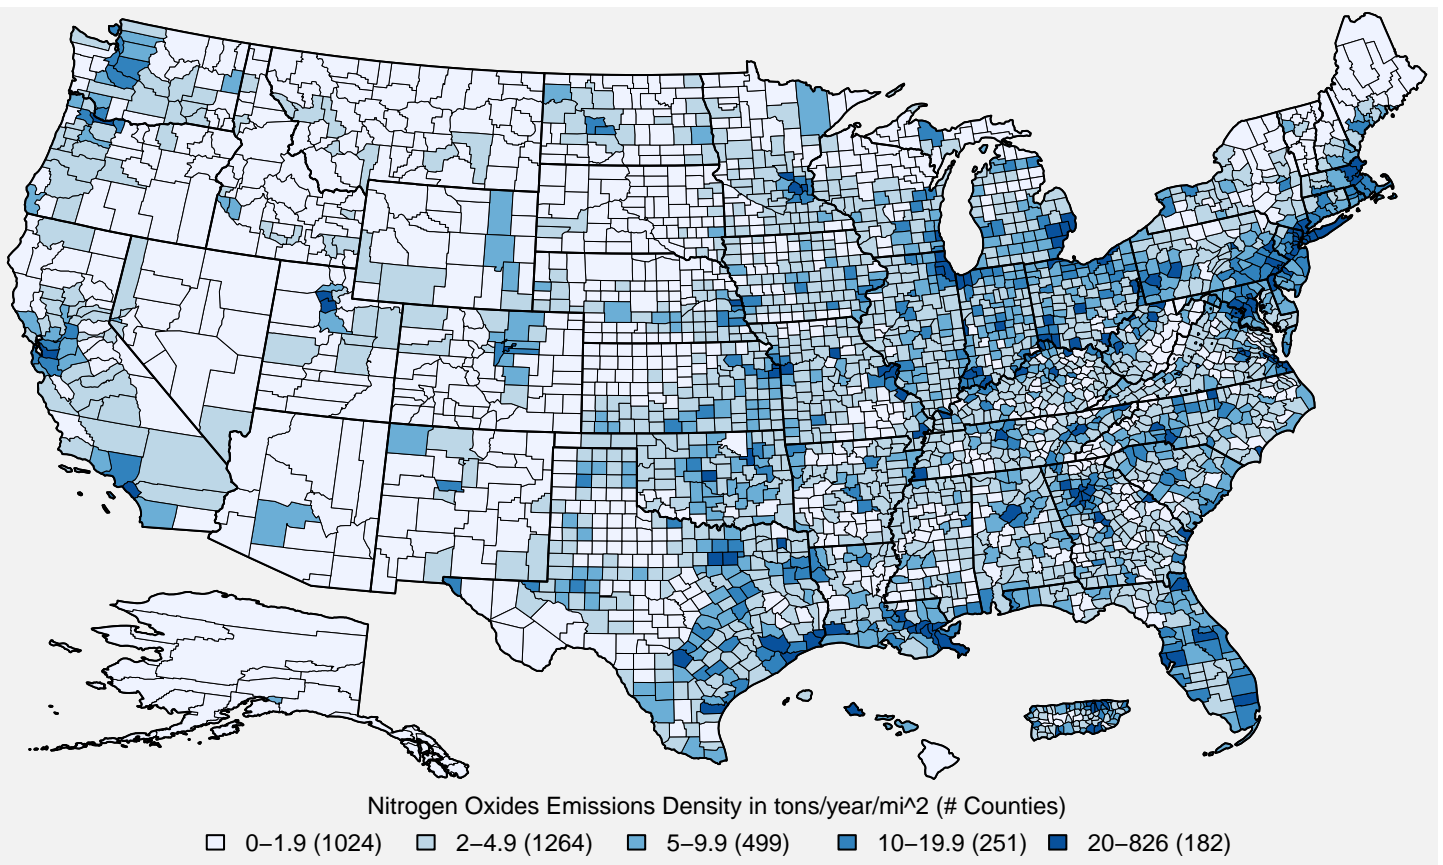 Nitrogen Oxides Emissions Density in tons/year/mi^2 (# Counties)
0−1.9 (1024) 2−4.9 (1264) 5−9.9 (499) 10−19.9 (251) 20−826 (182)